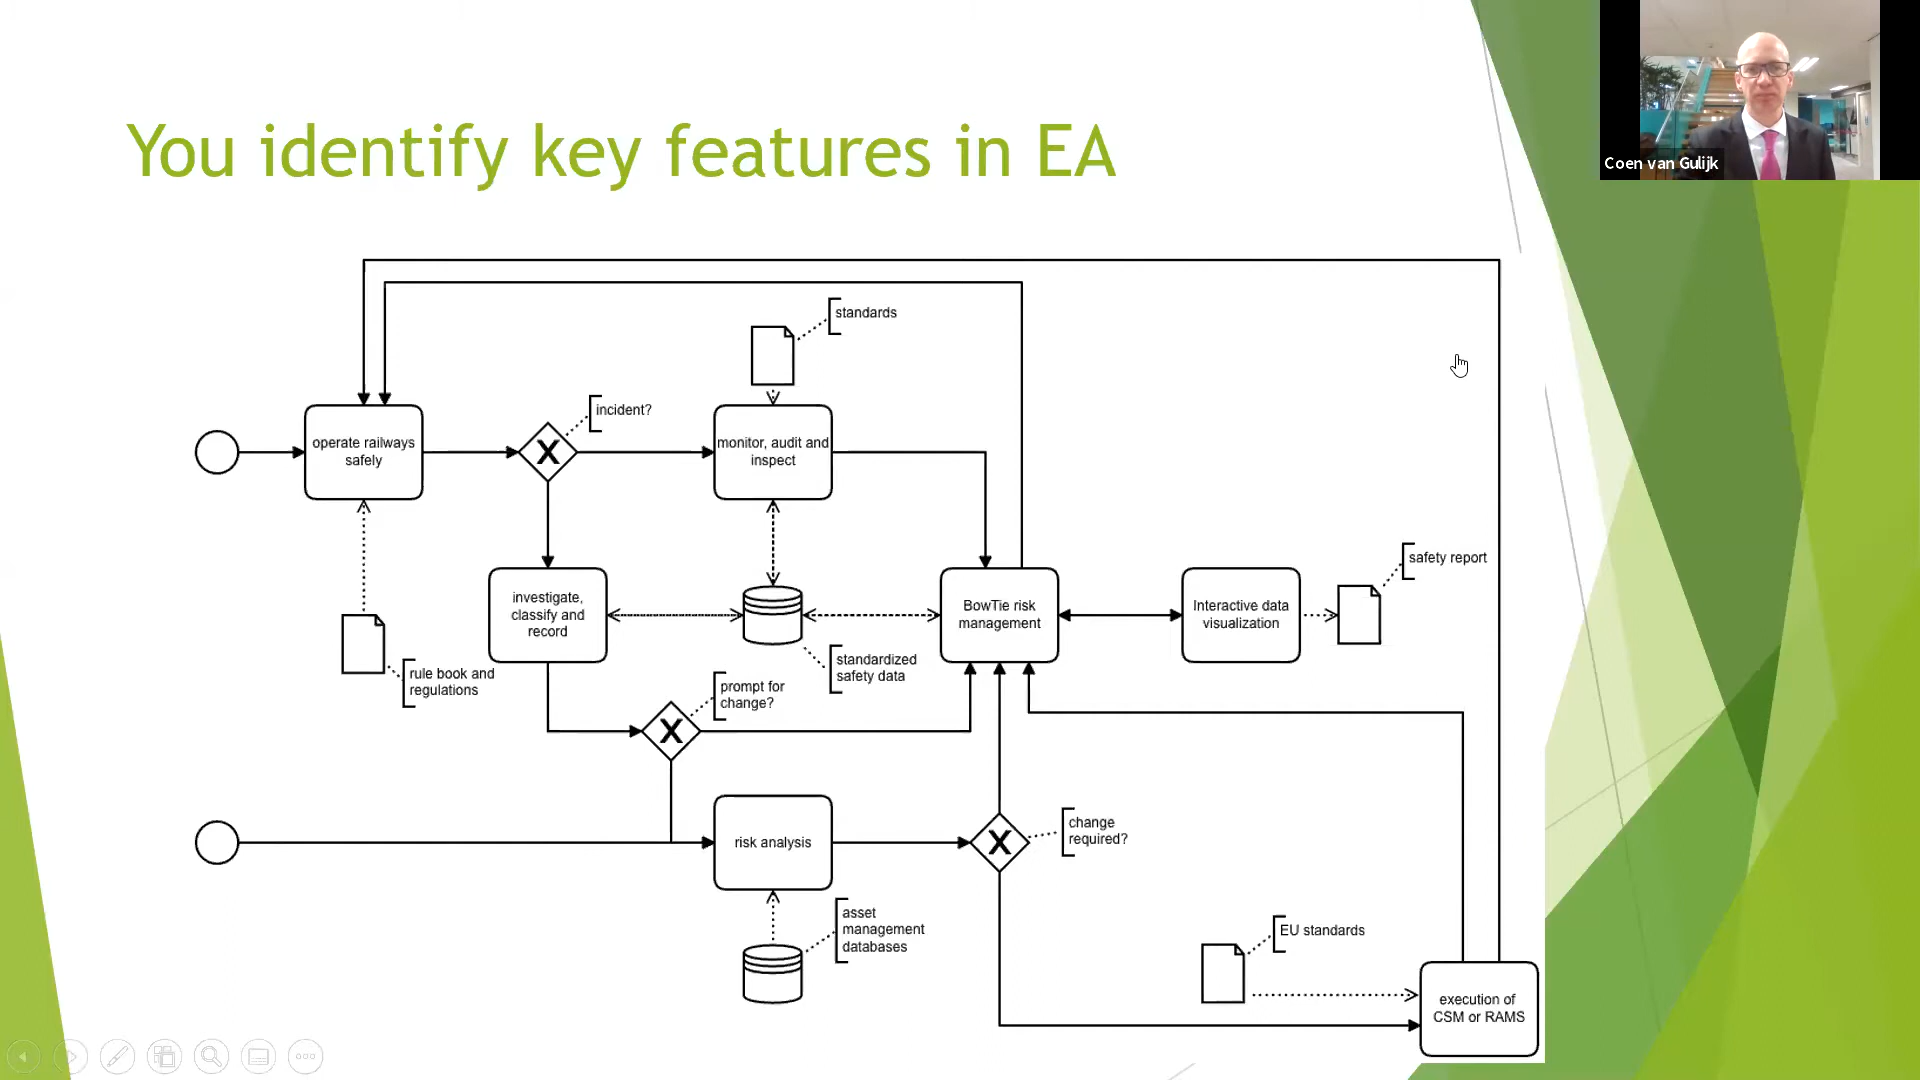 You identify key features in EA
Coen van Gulijk
standards
incident?
operate railways
safely
monitor, audit and
inspect
safety report
investigate,
classify and
record
BowTie risk
management
Interactive data
visualization
rule book and
regulations
standardized
safety data
prompt for
change?
change
required?
risk analysis
asset
management
databases
EU standards
execution of
CSM or RAMS